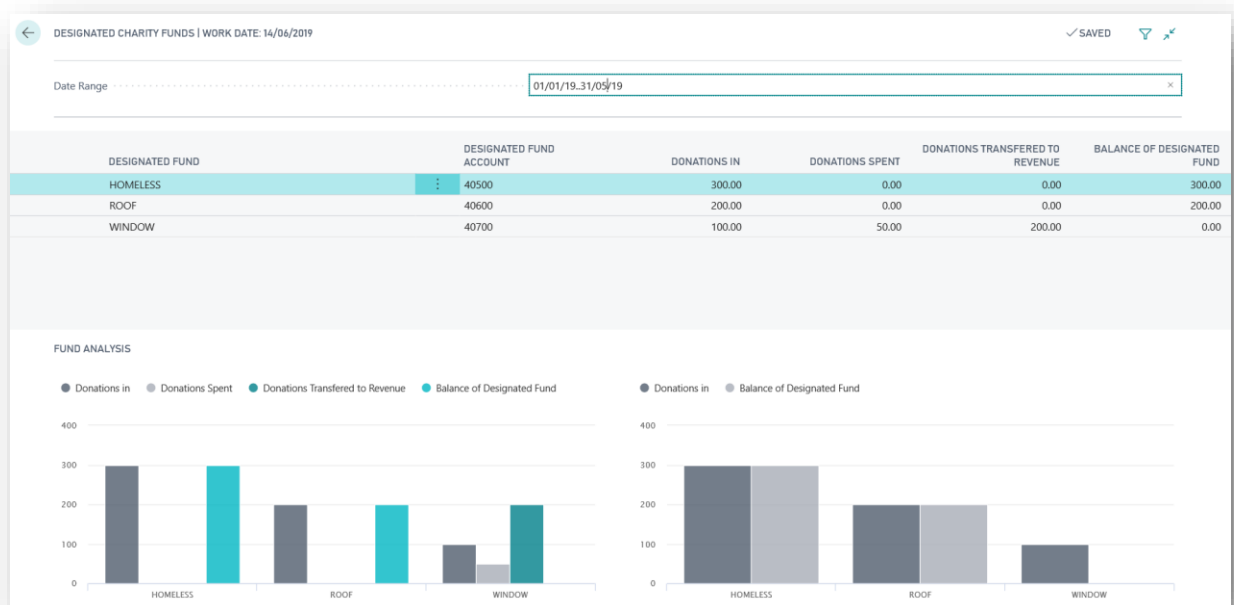 DESIGNATED CHARITY FUNDS | WORK DATE: 14/06/2019 SAVED
Date Range 01/01/19..31/05/19 ×
DESIGNATED FUND DESIGNATED FUND ACCOUNT DONATIONS IN DONATIONS SPENT DONATIONS TRANSFERED TO REVENUE BALANCE OF DESIGNATED FUND
HOMELESS 40500 300.00 0.00 0.00 300.00
ROOF 40600 200.00 0.00 0.00 200.00
WINDOW 40700 100.00 50.00 200.00 0.00
FUND ANALYSIS
Donations in Donations Spent Donations Transfered to Revenue Balance of Designated Fund
400
300
200
100
0
HOMELESS ROOF WINDOW
Donations in Balance of Designated Fund
400
300
200
100
0
HOMELESS ROOF WINDOW